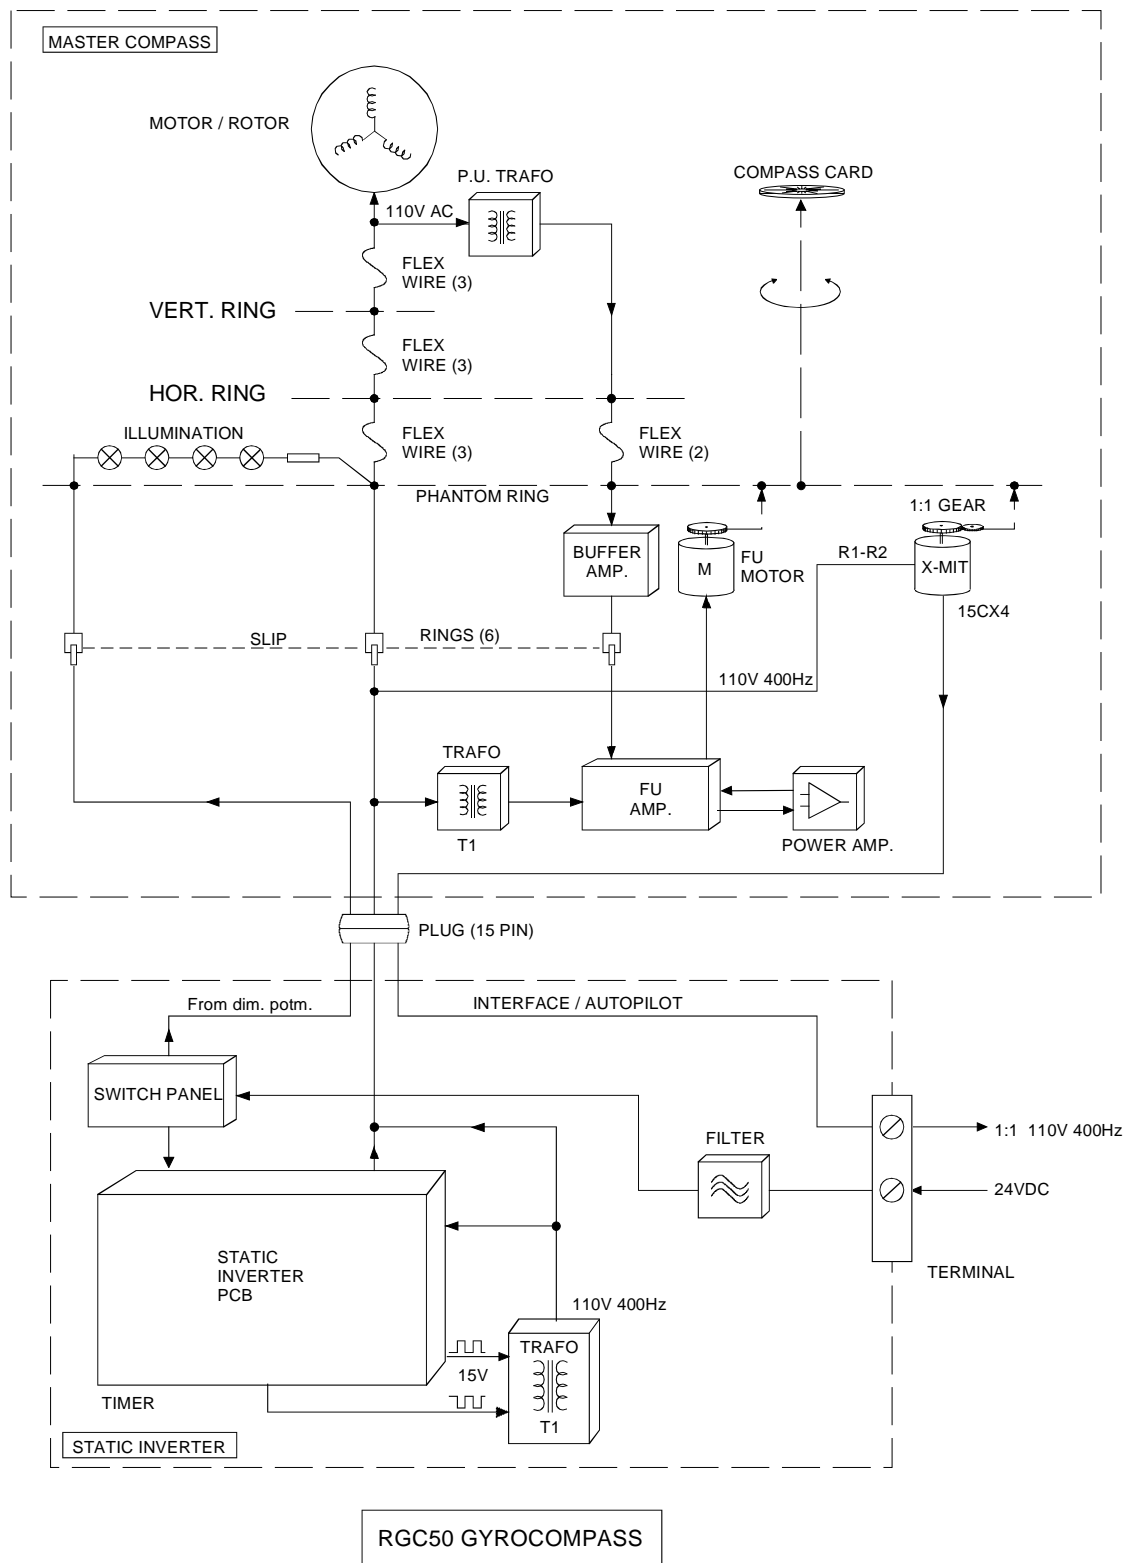 MASTER COMPASS
MOTOR / ROTOR
P.U. TRAFO
COMPASS CARD
110V AC
FLEX
WIRE (3)
VERT. RING
FLEX
WIRE (3)
HOR. RING
ILLUMINATION
FLEX
WIRE (3)
FLEX
WIRE (2)
PHANTOM RING
1:1 GEAR
BUFFER
AMP.
M
FU
MOTOR
R1-R2
X-MIT
15CX4
SLIP
RINGS (6)
110V 400Hz
TRAFO
T1
FU
AMP.
POWER AMP.
PLUG (15 PIN)
From dim. potm.
INTERFACE / AUTOPILOT
SWITCH PANEL
FILTER
1:1 110V 400Hz
24VDC
TERMINAL
STATIC
INVERTER
PCB
110V 400Hz
TRAFO
15V
T1
TIMER
STATIC INVERTER
RGC50 GYROCOMPASS